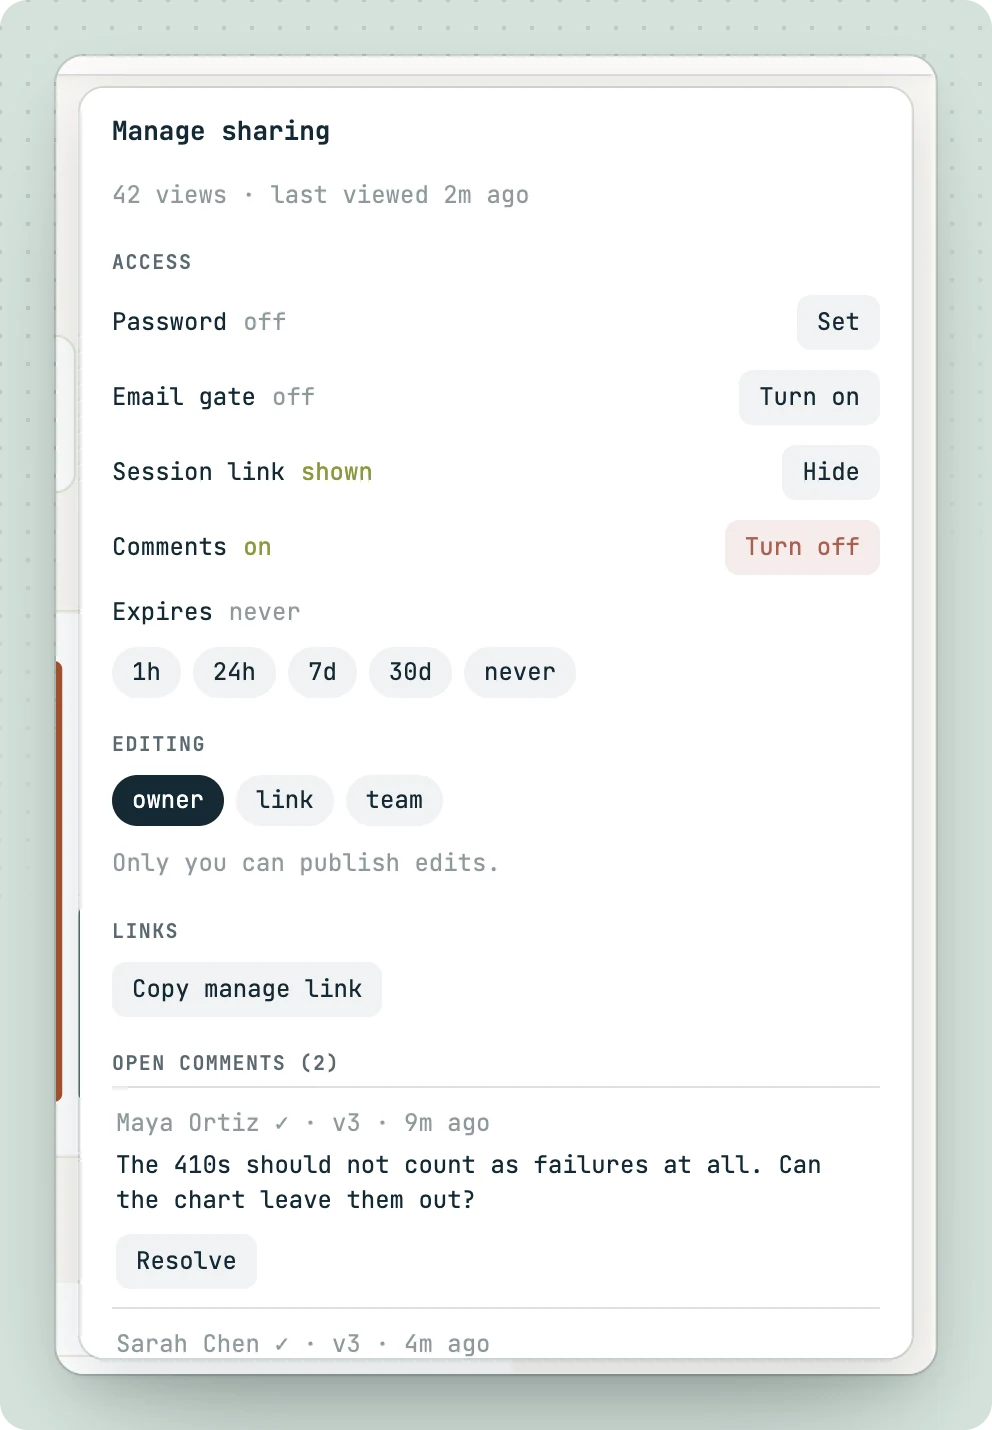 Manage sharing
42 views · last viewed 2m ago
ACCESS
Password off
Set
Email gate off
Turn on
Session link shown
Hide
Comments on
Turn off
Expires never
1h 24h 7d 30d never
EDITING
owner link team
Only you can publish edits.
LINKS
Copy manage link
OPEN COMMENTS (2)
Maya Ortiz ✓ · v3 · 9m ago
The 410s should not count as failures at all. Can
the chart leave them out?
Resolve
Sarah Chen ✓ · v3 · 4m ago